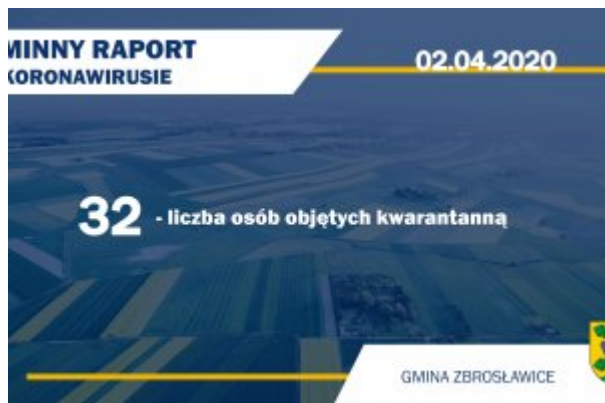 MINNY RAPORT
KORONAWIRUSIE
02.04.2020
32 - liczba osób objętych kwarantanną
GMINA ZBROSŁAWICE